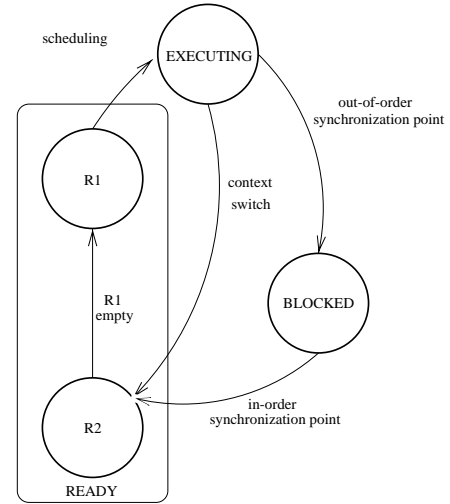 scheduling
EXECUTING
out-of-order
synchronization point
R1
context
switch
R1
empty
BLOCKED
in-order
synchronization point
R2
READY